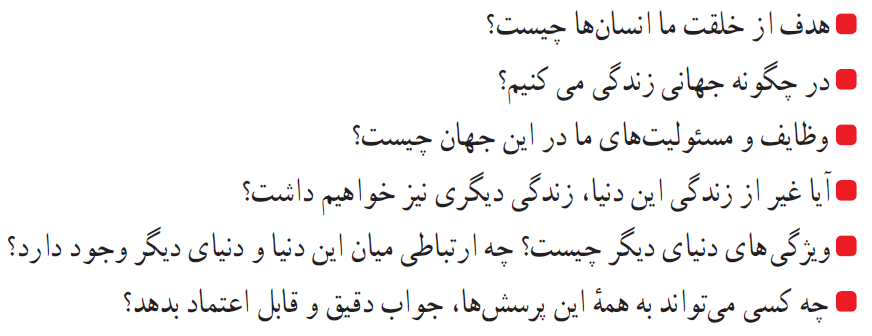 هدف از خلقت ما انسان‌ها چیست؟
در چگونه جهانی زندگی می کنیم؟
وظایف و مسئولیت‌های ما در این جهان چیست؟
آیا غیر از زندگی این دنیا، زندگی دیگری نیز خواهیم داشت؟
ویژگی‌های دنیای دیگر چیست؟ چه ارتباطی میان این دنیا و دنیای دیگر وجود دارد؟
چه کسی می‌تواند به همهٔ این پرسش‌ها، جواب دقیق و قابل اعتماد بدهد؟